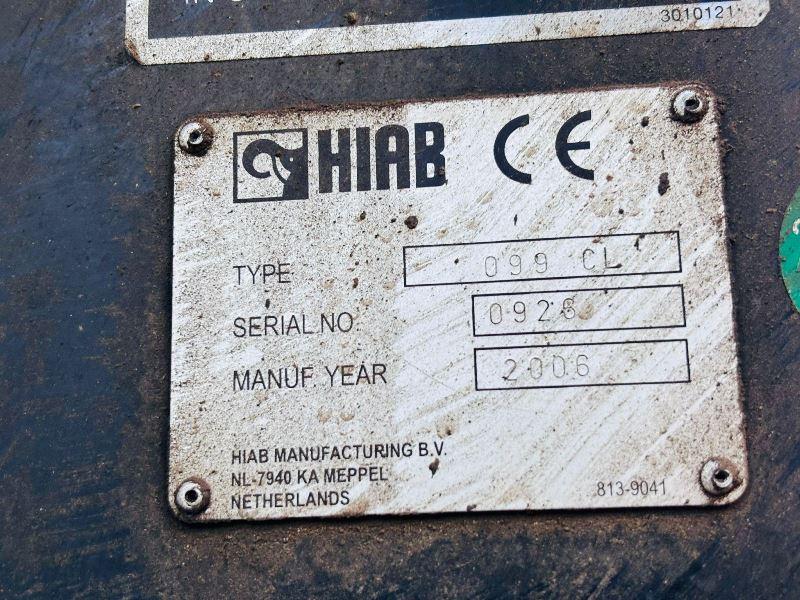 3010121
HIAB CE
TYPE 099 CL
SERIAL NO 0926
MANUF. YEAR 2006
HIAB MANUFACTURING B.V.
NL-7940 KA MEPPEL
NETHERLANDS
813-9041